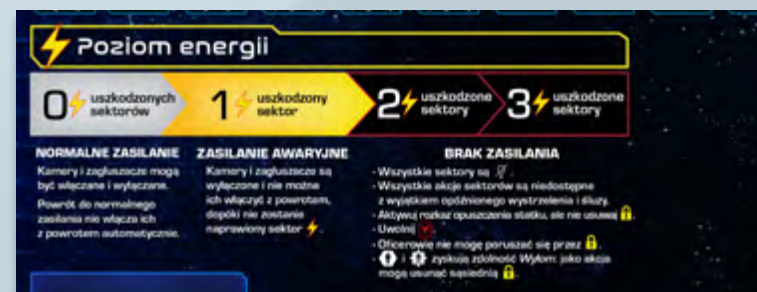 Poziom energii
0 uszkodzonych sektorów
1 uszkodzony sektor
2 uszkodzone sektory
3 uszkodzone sektory
NORMALNE ZASILANIE
Kamery i zagłuszacze mogą
być włączane i wyłączane.
Powrót do normalnego
zasilania nie włącza ich
z powrotem automatycznie.
ZASILANIE AWARYJNE
Kamery i zagłuszacze są
wyłączone i nie można
ich włączyć z powrotem,
dopóki nie zostanie
naprawiony sektor
BRAK ZASILANIA
- Wszystkie sektory są
- Wszystkie akcje sektorów są niedostępne
z wyjątkiem opóźnionego wystrzelenia i śluzy.
- Aktywuj rozkaz opuszczenia statku, ale nie usuwaj
- Uwolnij
- Oficerowie nie mogę poruszać się przez
- i zyskują zdolność Wyłom: jako akcja
mogą usunąć sąsiednią